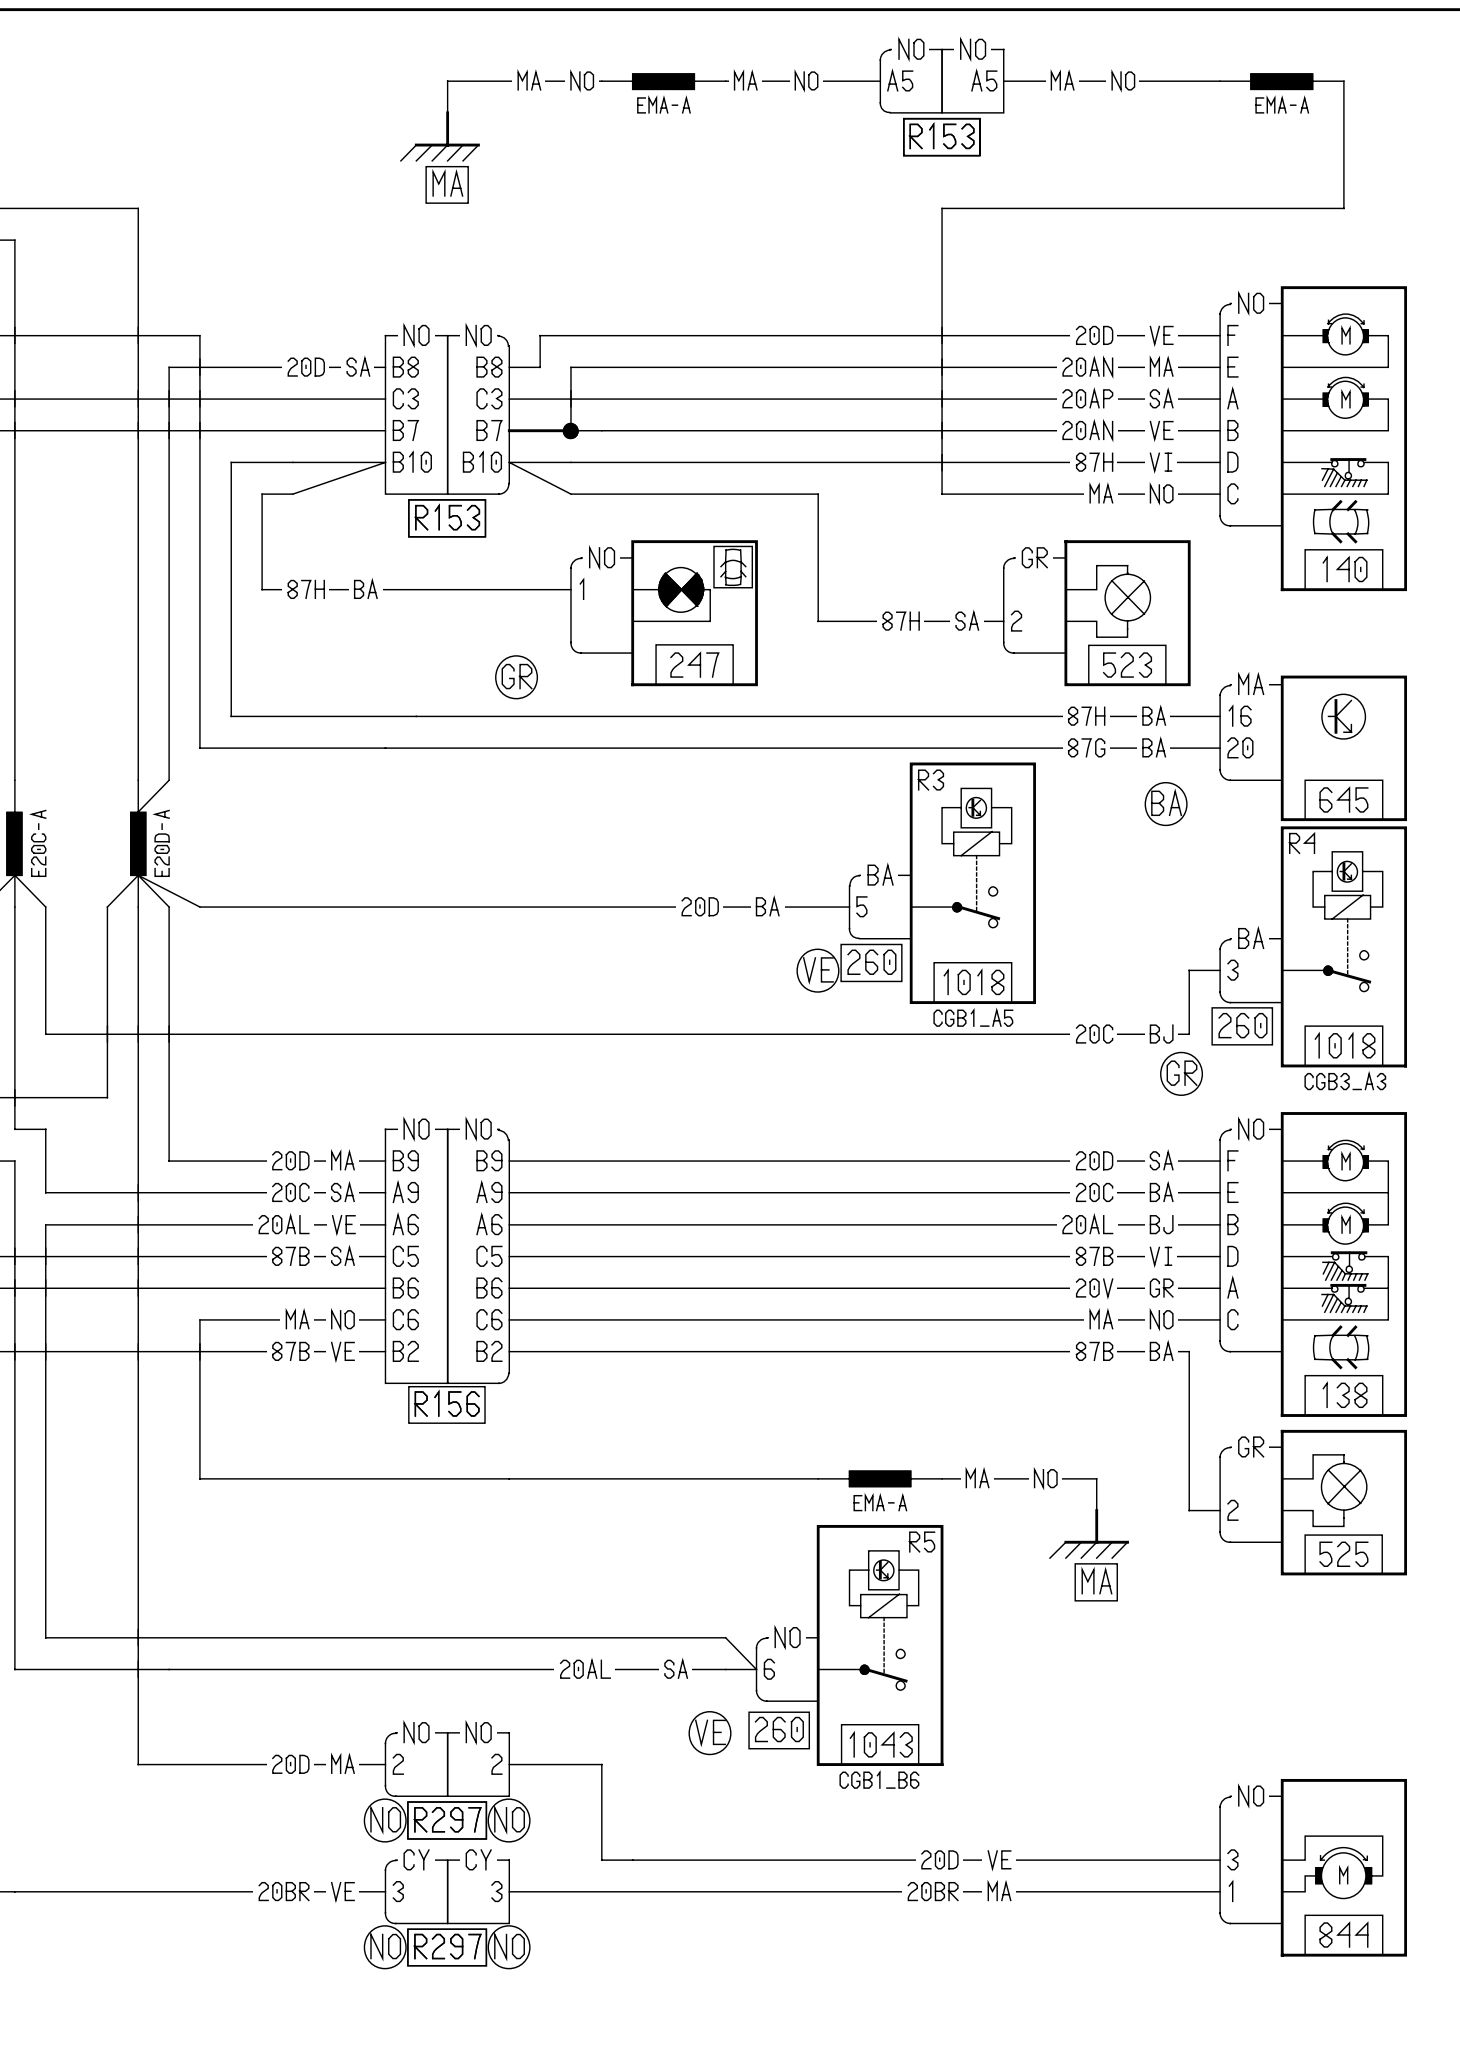 NO NO
MA NO MA NO A5 A5 MA NO
EMA-A EMA-A
R153
MA
NO
NO NO 20D VE F M
20D SA B8 B8 20AN MA E
C3 C3 20AP SA A M
B7 B7 20AN VE B
B10 B10 87H VI D
MA NO C
R153
NO GR 140
87H BA 1
87H SA 2
GR 247 523
MA
87H BA 16
87G BA 20
R3
BA 645
E20C-A E20D-A R4
BA
20D BA 5
BA
VE 260 3
1018
CGB1_A5
20C BJ 260
1018
GR
CGB3_A3
NO NO NO
20D MA B9 B9 20D SA F M
20C SA A9 A9 20C BA E
20AL VE A6 A6 20AL BJ B M
87B SA C5 C5 87B VI D
B6 B6 20V GR A
MA NO C6 C6 MA NO C
87B VE B2 B2 87B BA
R156 138
GR
MA NO
EMA-A 2
R5
525
MA
NO
20AL SA 6
NO NO VE 260 1043
20D MA 2 2 CGB1_B6
NO R297 NO NO
CY CY 20D VE 3
20BR VE 3 3 20BR MA 1 M
NO R297 NO 844